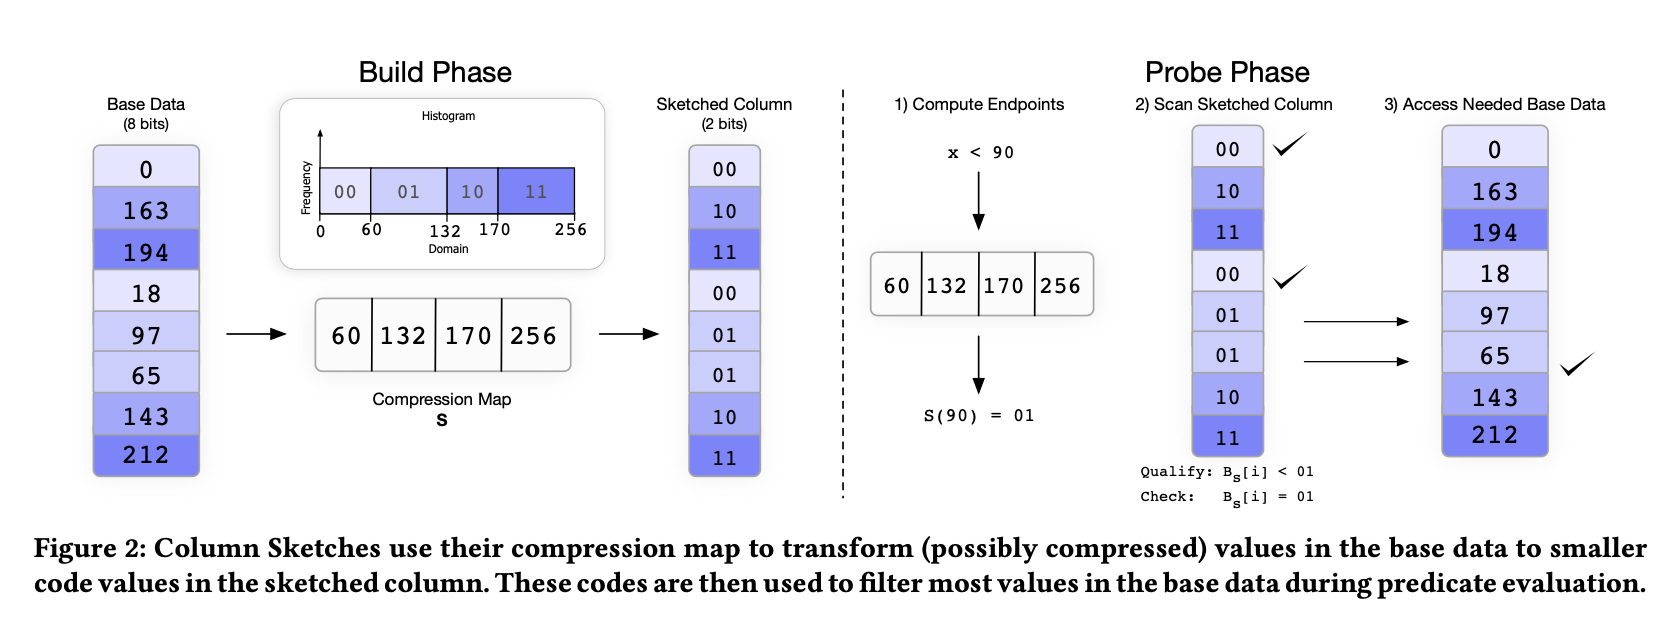 Build Phase
Base Data
(8 bits)
0
163
194
18
97
65
143
212
Histogram
Frequency
00 01 10 11
0 60 132 170 256
Domain
60 132 170 256
Compression Map
S
Sketched Column
(2 bits)
00
10
11
00
01
01
10
11
Probe Phase
1) Compute Endpoints
x < 90
60 132 170 256
S(90) = 01
2) Scan Sketched Column
00
10
11
00
01
01
10
11
Qualify: BS[i] < 01
Check: BS[i] = 01
3) Access Needed Base Data
0
163
194
18
97
65
143
212
Figure 2: Column Sketches use their compression map to transform (possibly compressed) values in the base data to smaller
code values in the sketched column. These codes are then used to filter most values in the base data during predicate evaluation.